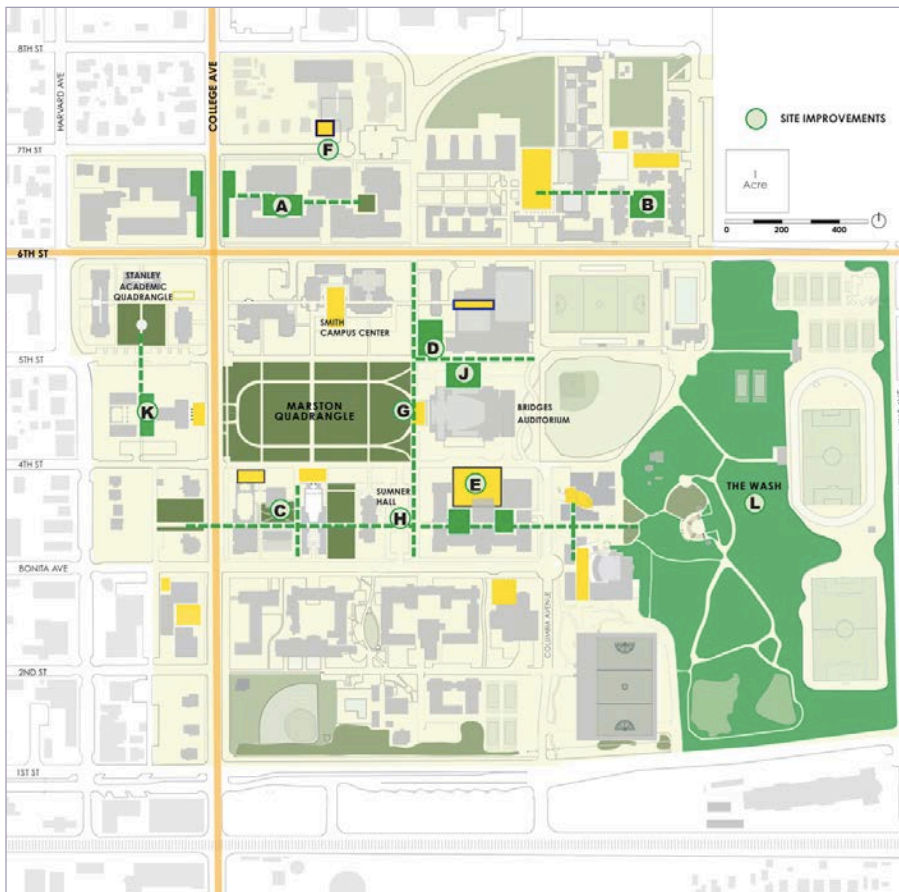 8TH ST
HARVARD AVE
COLLEGE AVE
SITE IMPROVEMENTS
F
7TH ST
1
Acre
A
B
0 200 400
6TH ST
STANLEY
ACADEMIC
QUADRANGLE
SMITH
CAMPUS CENTER
D
5TH ST
J
K
MARSTON
QUADRANGLE
G
BRIDGES
AUDITORIUM
4TH ST
SUMNER
HALL
E
THE WASH
L
C
H
BONITA AVE
COLUMBIA AVENUE
2ND ST
1ST ST